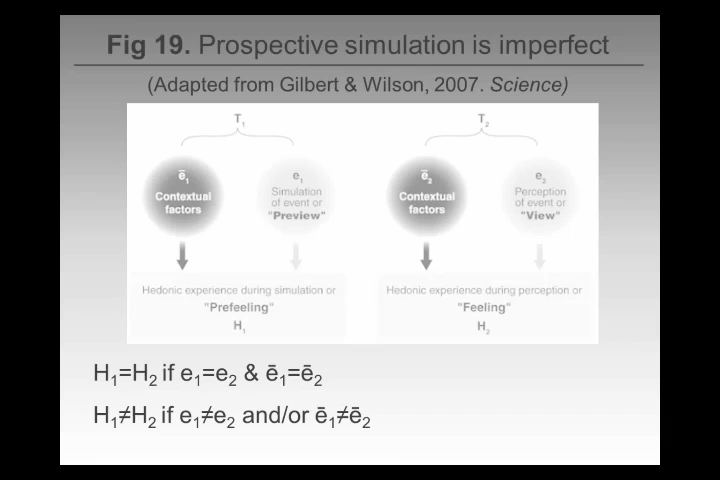 Fig 19. Prospective simulation is imperfect
(Adapted from Gilbert & Wilson, 2007. Science)
T₁
ē₁
Contextual
factors
e₁
Simulation
of event or
"Preview"
Hedonic experience during simulation or
"Prefeeling"
H₁
T₂
ē₂
Contextual
factors
e₂
Perception
of event or
"View"
Hedonic experience during perception or
"Feeling"
H₂
H₁=H₂ if e₁=e₂ & ē₁=ē₂
H₁≠H₂ if e₁≠e₂ and/or ē₁≠ē₂